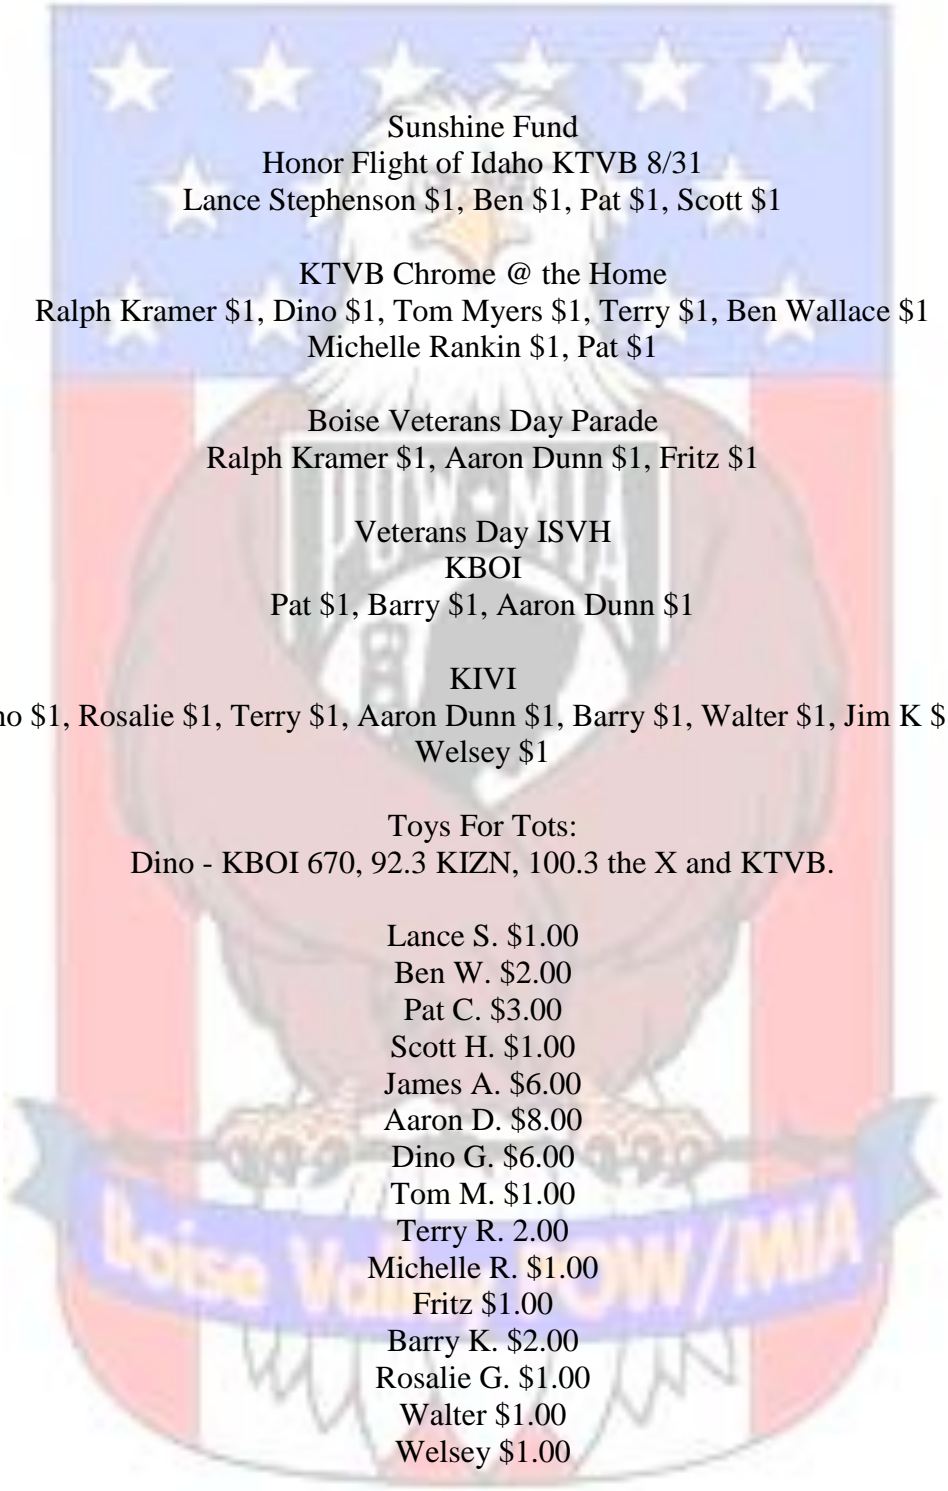 Sunshine Fund
Honor Flight of Idaho KTVB 8/31
Lance Stephenson $1, Ben $1, Pat $1, Scott $1
KTVB Chrome @ the Home
Ralph Kramer $1, Dino $1, Tom Myers $1, Terry $1, Ben Wallace $1
Michelle Rankin $1, Pat $1
Boise Veterans Day Parade
Ralph Kramer $1, Aaron Dunn $1, Fritz $1
POW★MIA
Veterans Day ISVH
KBOI
Pat $1, Barry $1, Aaron Dunn $1
KIVI
no $1, Rosalie $1, Terry $1, Aaron Dunn $1, Barry $1, Walter $1, Jim K $
Welsey $1
Toys For Tots:
Dino - KBOI 670, 92.3 KIZN, 100.3 the X and KTVB.
Lance S. $1.00
Ben W. $2.00
Pat C. $3.00
Scott H. $1.00
James A. $6.00
Aaron D. $8.00
Dino G. $6.00
Tom M. $1.00
Terry R. 2.00
Michelle R. $1.00
Boise Valley POW/MIA
Fritz $1.00
Barry K. $2.00
Rosalie G. $1.00
Walter $1.00
Welsey $1.00